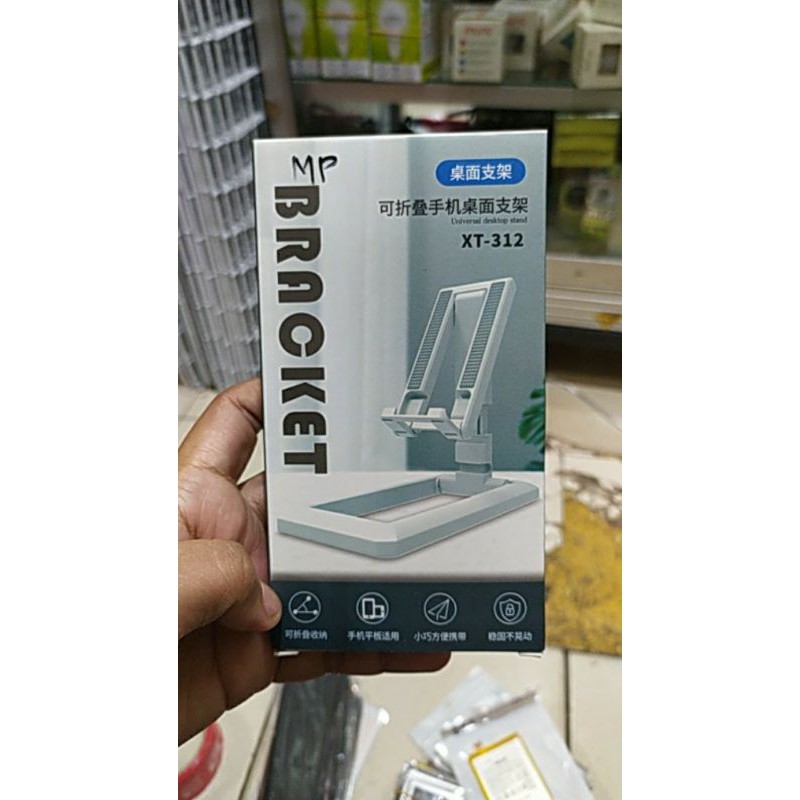 MP
BRACKET
桌面支架
可折叠手机桌面支架
Universal desktop stand
XT-312
可折叠收纳
手机平板适用
小巧方便携带
稳固不晃动